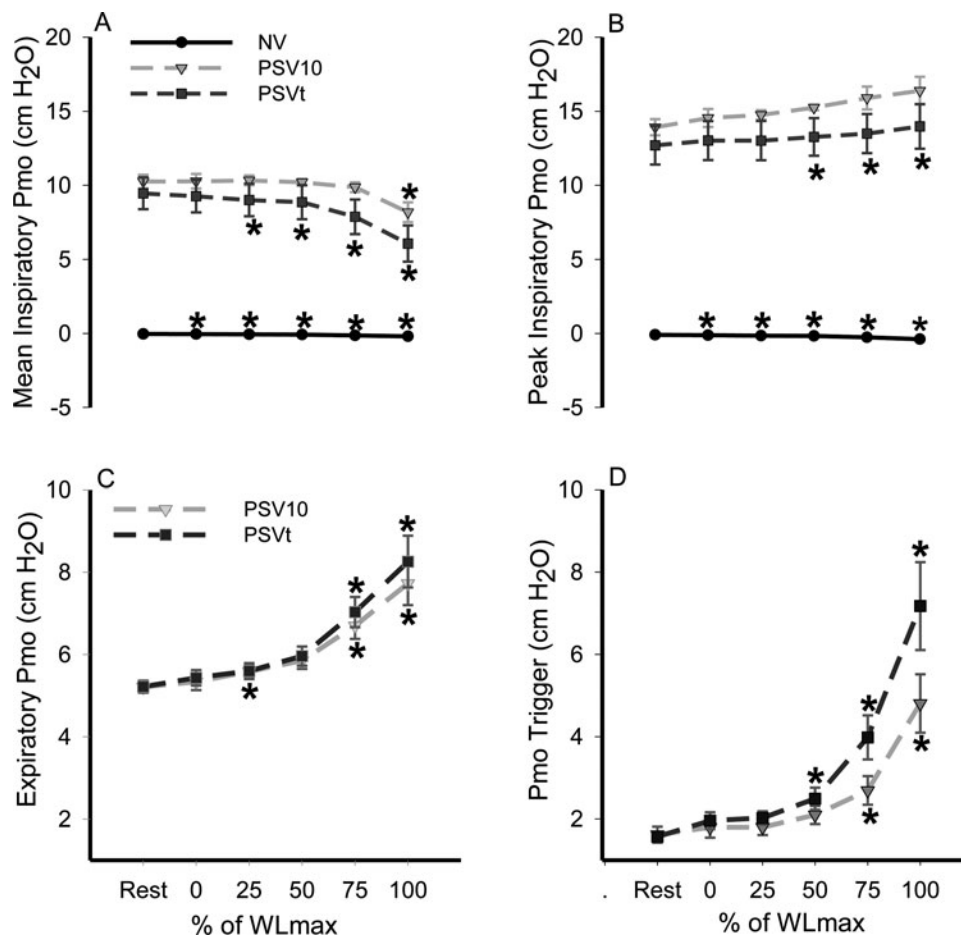 A
NV
PSV10
PSVt
Mean Inspiratory Pmo (cm H2O)
20
15
10
5
0
-5
* * * * *
* * * * *
B
Peak Inspiratory Pmo (cm H2O)
20
15
10
5
0
-5
* * *
* * * * *
C
PSV10
PSVt
Expiratory Pmo (cm H2O)
10
8
6
4
2
* * * * *
Rest 0 25 50 75 100
% of WLmax
D
Pmo Trigger (cm H2O)
10
8
6
4
2
* * * * *
. Rest 0 25 50 75 100
% of WLmax